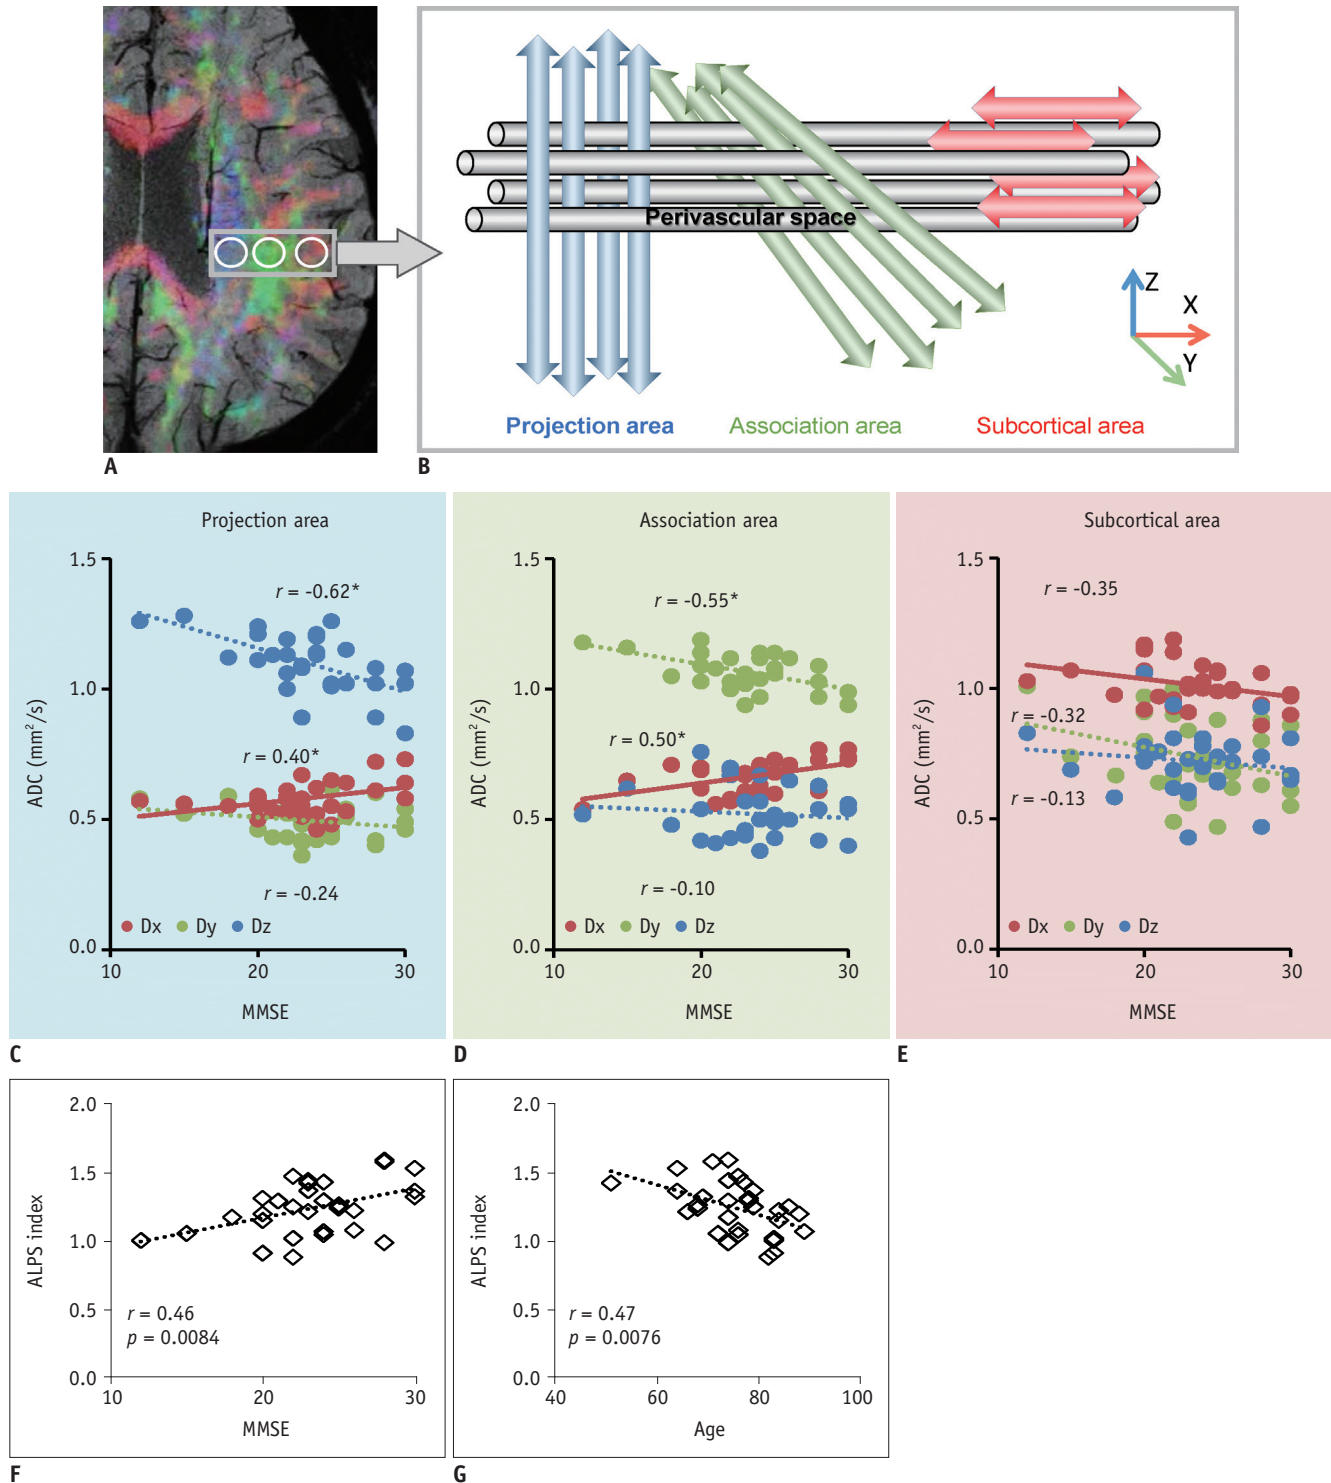 Perivascular space
Z
X
Y
Projection area
Association area
Subcortical area
A
B
Projection area
1.5
1.0
0.5
0.0
ADC (mm²/s)
r = -0.62*
r = 0.40*
r = -0.24
Dx Dy Dz
10 20 30
MMSE
C
Association area
1.5
1.0
0.5
0.0
ADC (mm²/s)
r = -0.55*
r = 0.50*
r = -0.10
Dx Dy Dz
10 20 30
MMSE
D
Subcortical area
1.5
1.0
0.5
0.0
ADC (mm²/s)
r = -0.35
r = -0.32
r = -0.13
Dx Dy Dz
10 20 30
MMSE
E
2.0
1.5
1.0
0.5
0.0
ALPS index
r = 0.46
p = 0.0084
10 20 30
MMSE
F
2.0
1.5
1.0
0.5
0.0
ALPS index
r = 0.47
p = 0.0076
40 60 80 100
Age
G